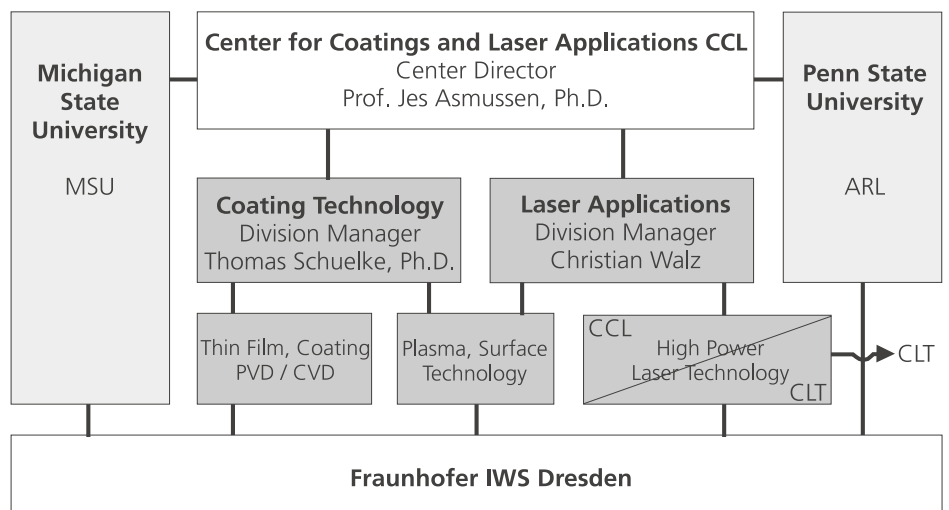 Michigan
State
University
MSU
Center for Coatings and Laser Applications CCL
Center Director
Prof. Jes Asmussen, Ph.D.
Penn State
University
ARL
Coating Technology
Division Manager
Thomas Schuelke, Ph.D.
Laser Applications
Division Manager
Christian Walz
Thin Film, Coating
PVD / CVD
Plasma, Surface
Technology
CCL
High Power
Laser Technology
CLT
CLT
Fraunhofer IWS Dresden